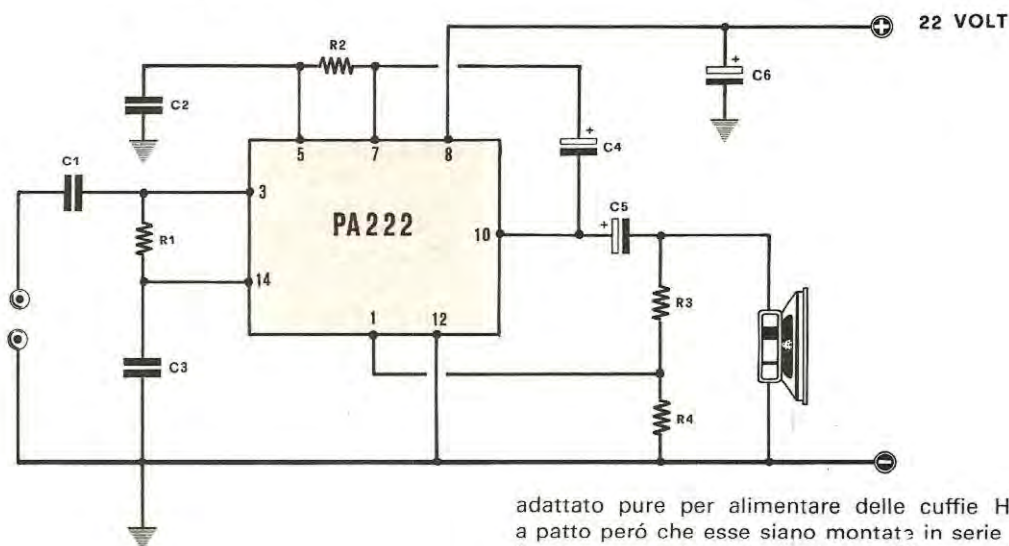 22 VOLT
R2
C6
C2
C4
C1
5
7
8
3
PA222
C5
10
R1
R3
14
1
12
C3
R4
adattato pure per alimentare delle cuffie H
a patto peró che esse siano montate in serie